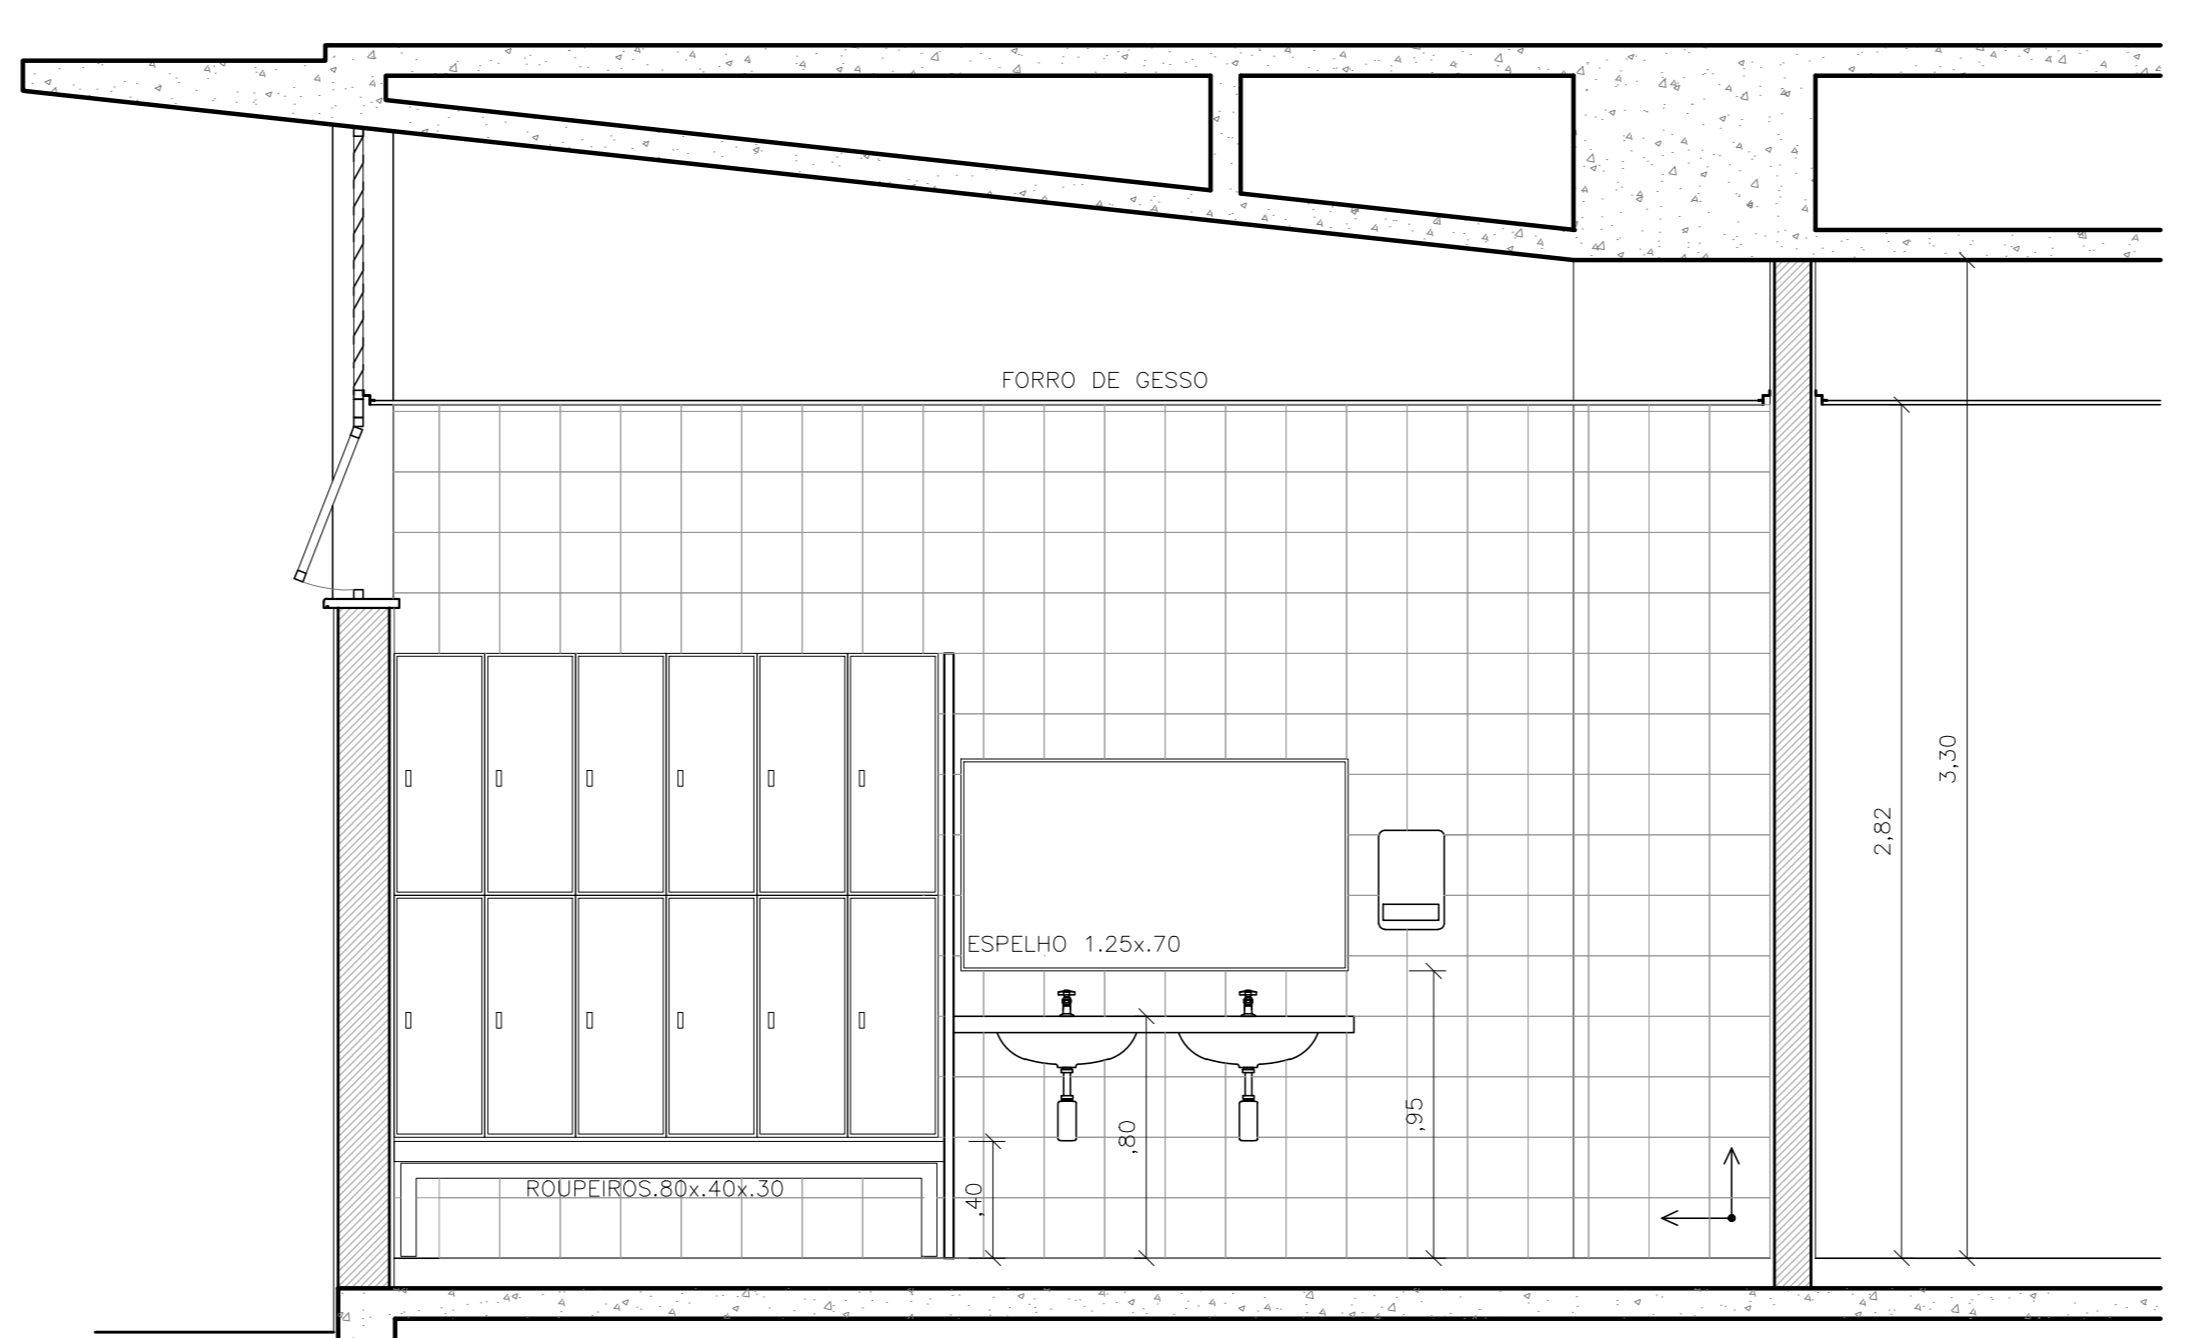 FORRO DE GESSO
3,30
2,82
ESPELHO 1.25x.70
,95
,80
ROUPEIROS.80x.40x.30
,40